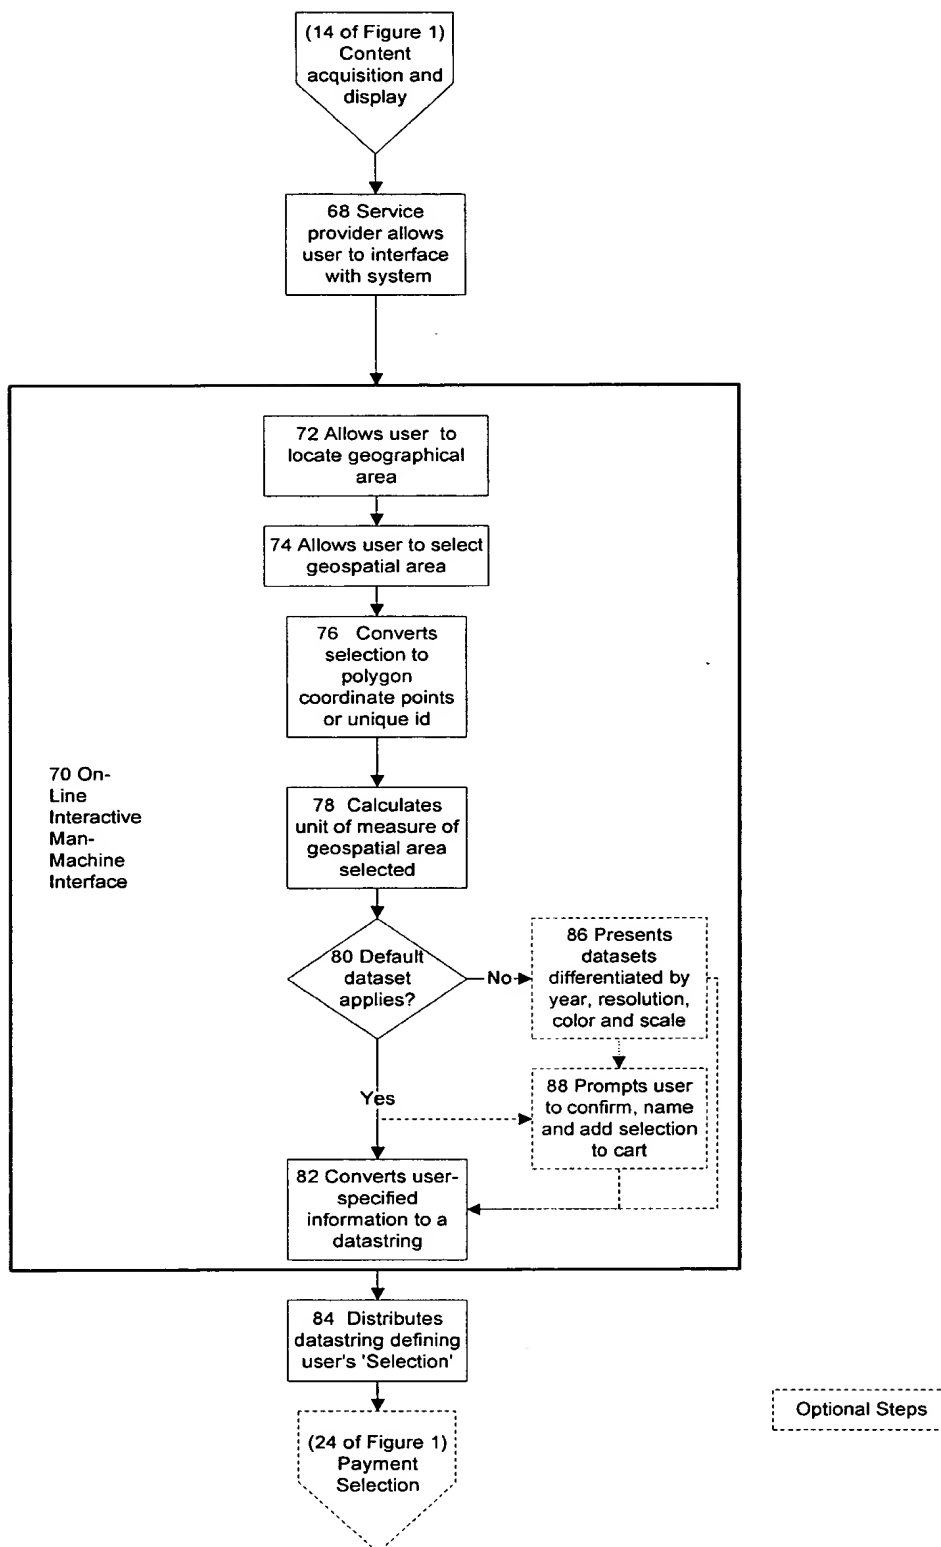 (14 of Figure 1)
Content
acquisition and
display
68 Service
provider allows
user to interface
with system
72 Allows user to
locate geographical
area
74 Allows user to select
geospatial area
76 Converts
selection to
polygon
coordinate points
or unique id
70 On-
Line
Interactive
Man-
Machine
Interface
78 Calculates
unit of measure of
geospatial area
selected
80 Default
dataset
applies?
No
86 Presents
datasets
differentiated by
year, resolution,
color and scale
Yes
88 Prompts user
to confirm, name
and add selection
to cart
82 Converts user-
specified
information to a
datastring
84 Distributes
datastring defining
user's 'Selection'
Optional Steps
(24 of Figure 1)
Payment
Selection